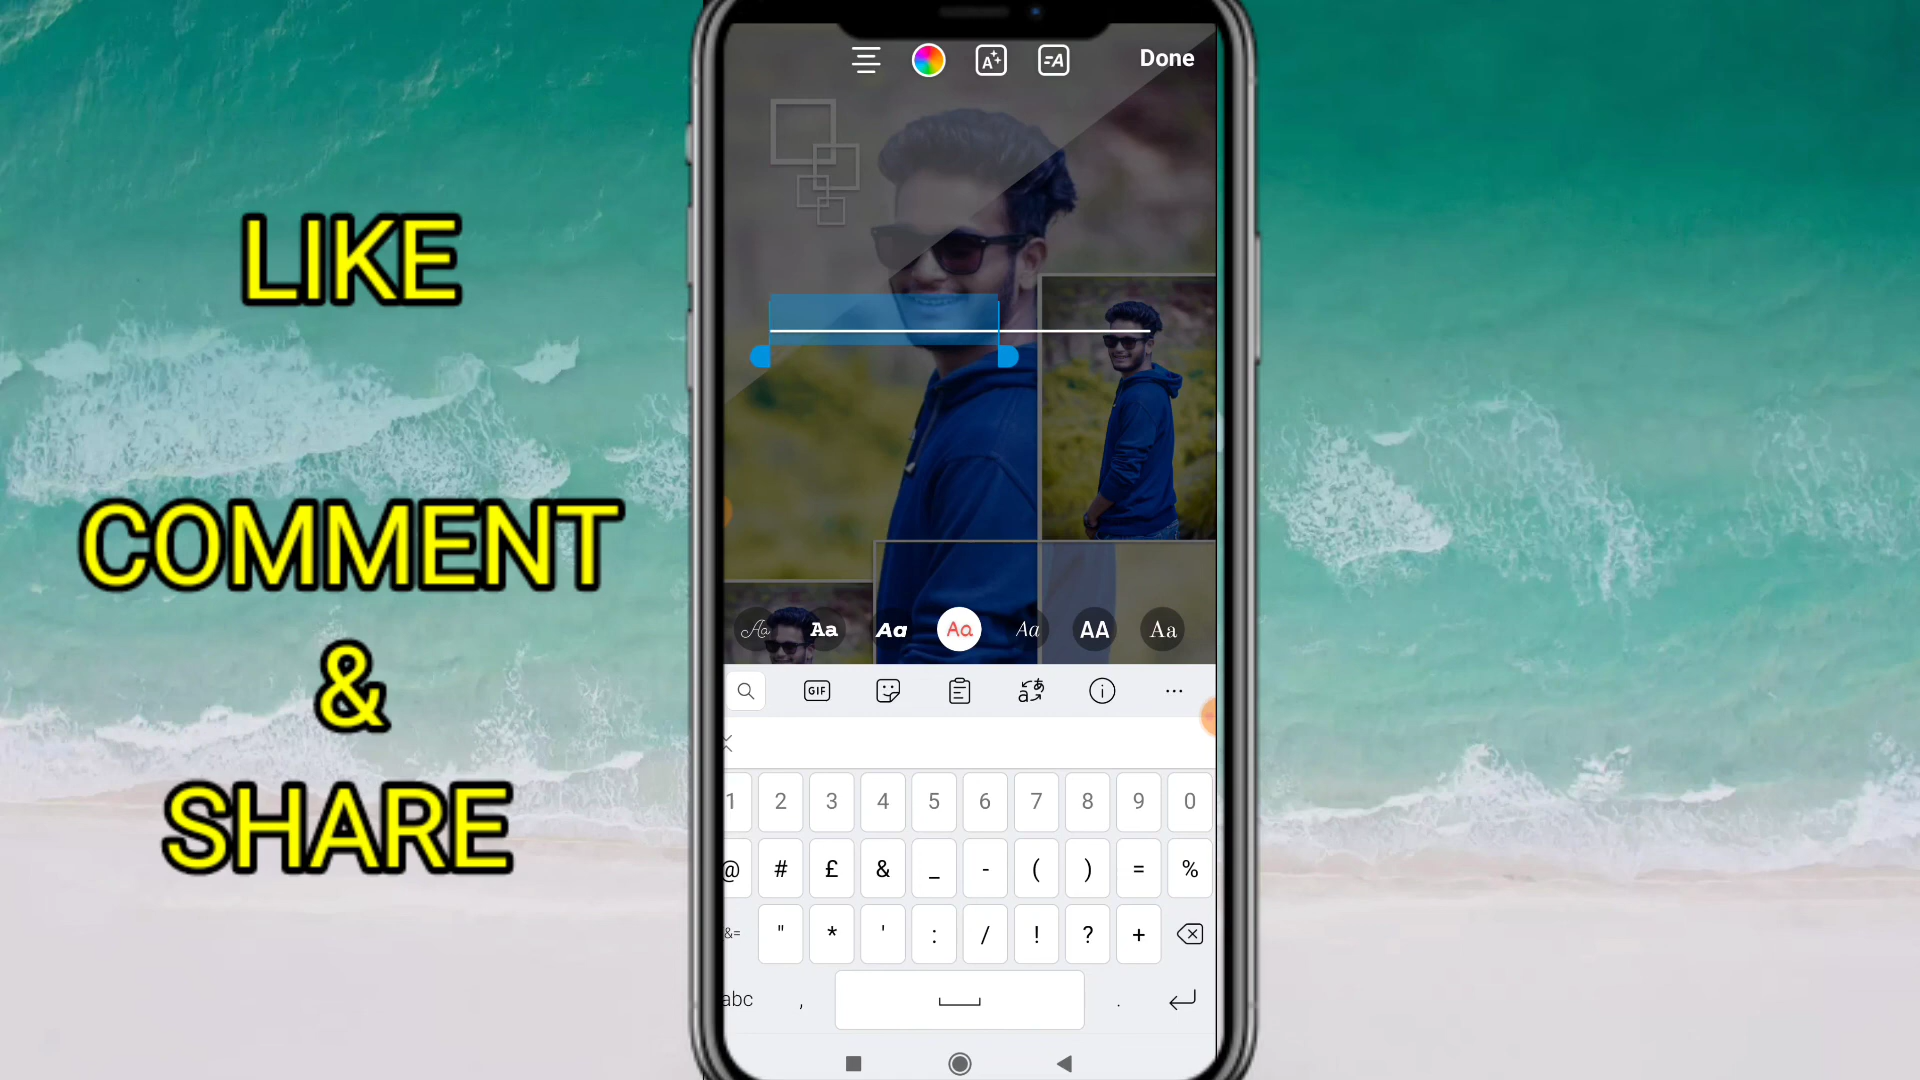 LIKE
COMMENT
&
SHARE
Done
Aa Aa Aa Aa Aa AA Aa
GIF
1 2 3 4 5 6 7 8 9 0
@ # £ & _ - ( ) = %
&= " * ' : / ! ? +
abc , .